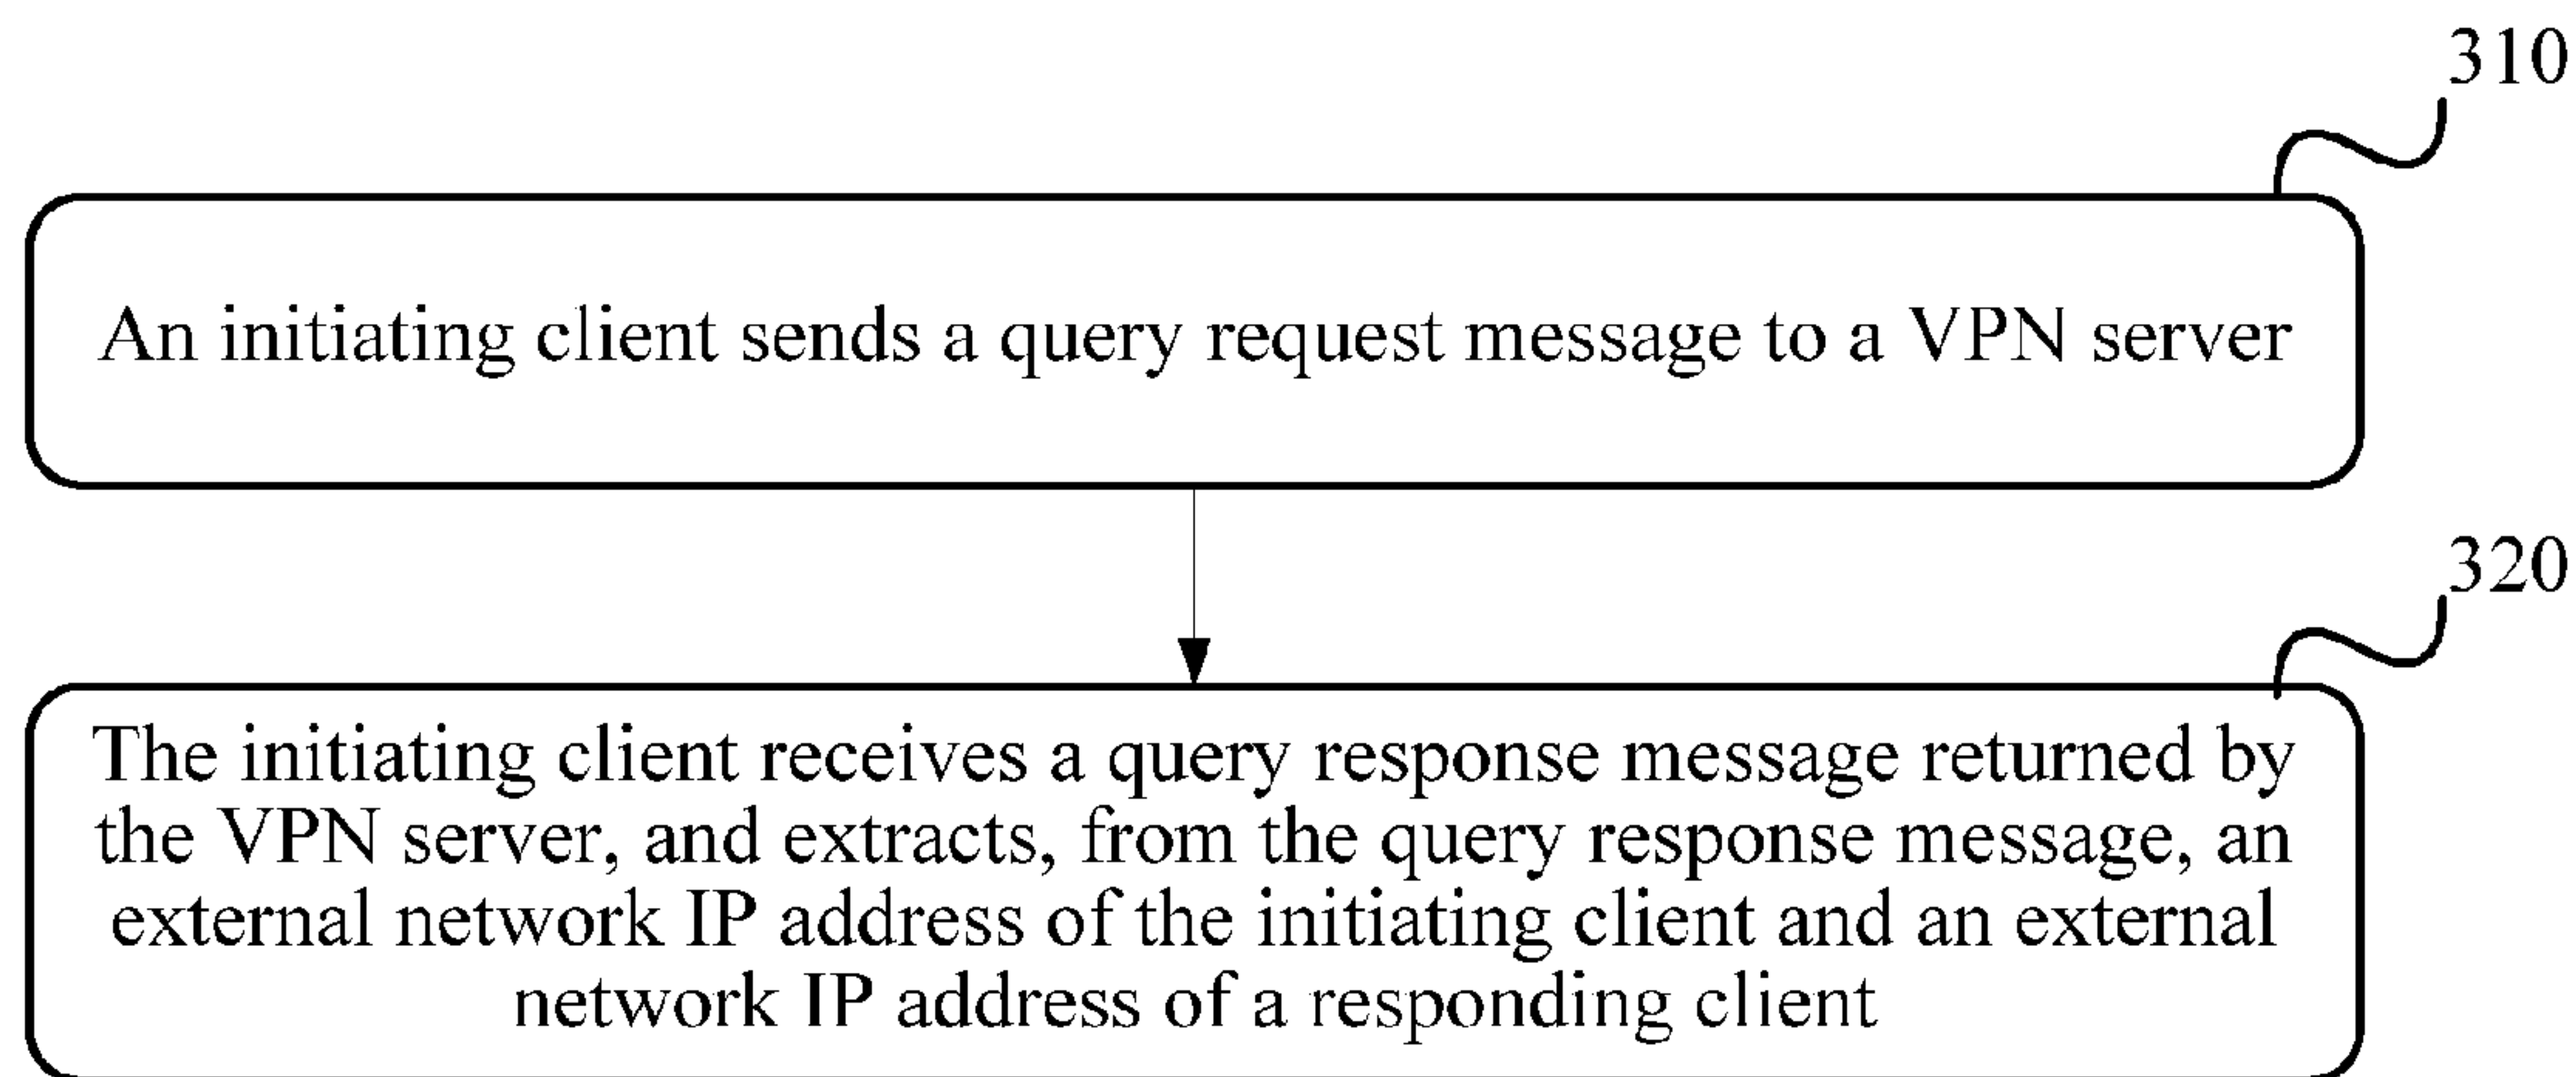 310
An initiating client sends a query request message to a VPN server
320
The initiating client receives a query response message returned by
the VPN server, and extracts, from the query response message, an
external network IP address of the initiating client and an external
network IP address of a responding client